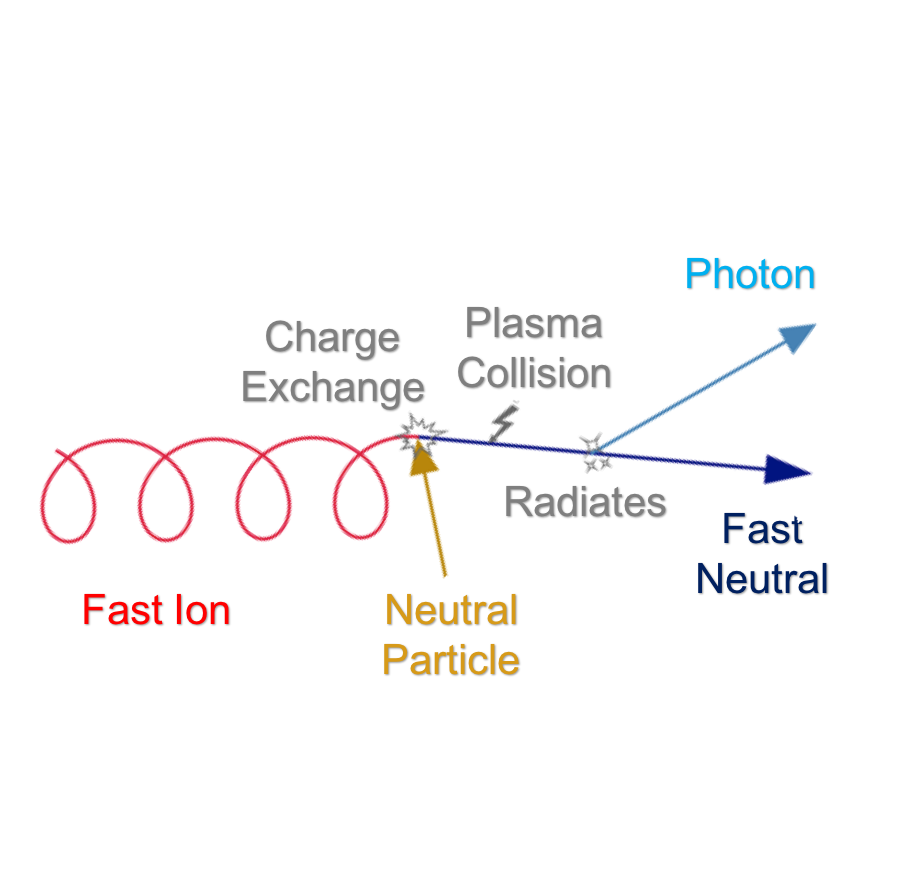 Photon
Plasma
Collision
Charge
Exchange
Radiates
Fast
Neutral
Fast Ion
Neutral
Particle